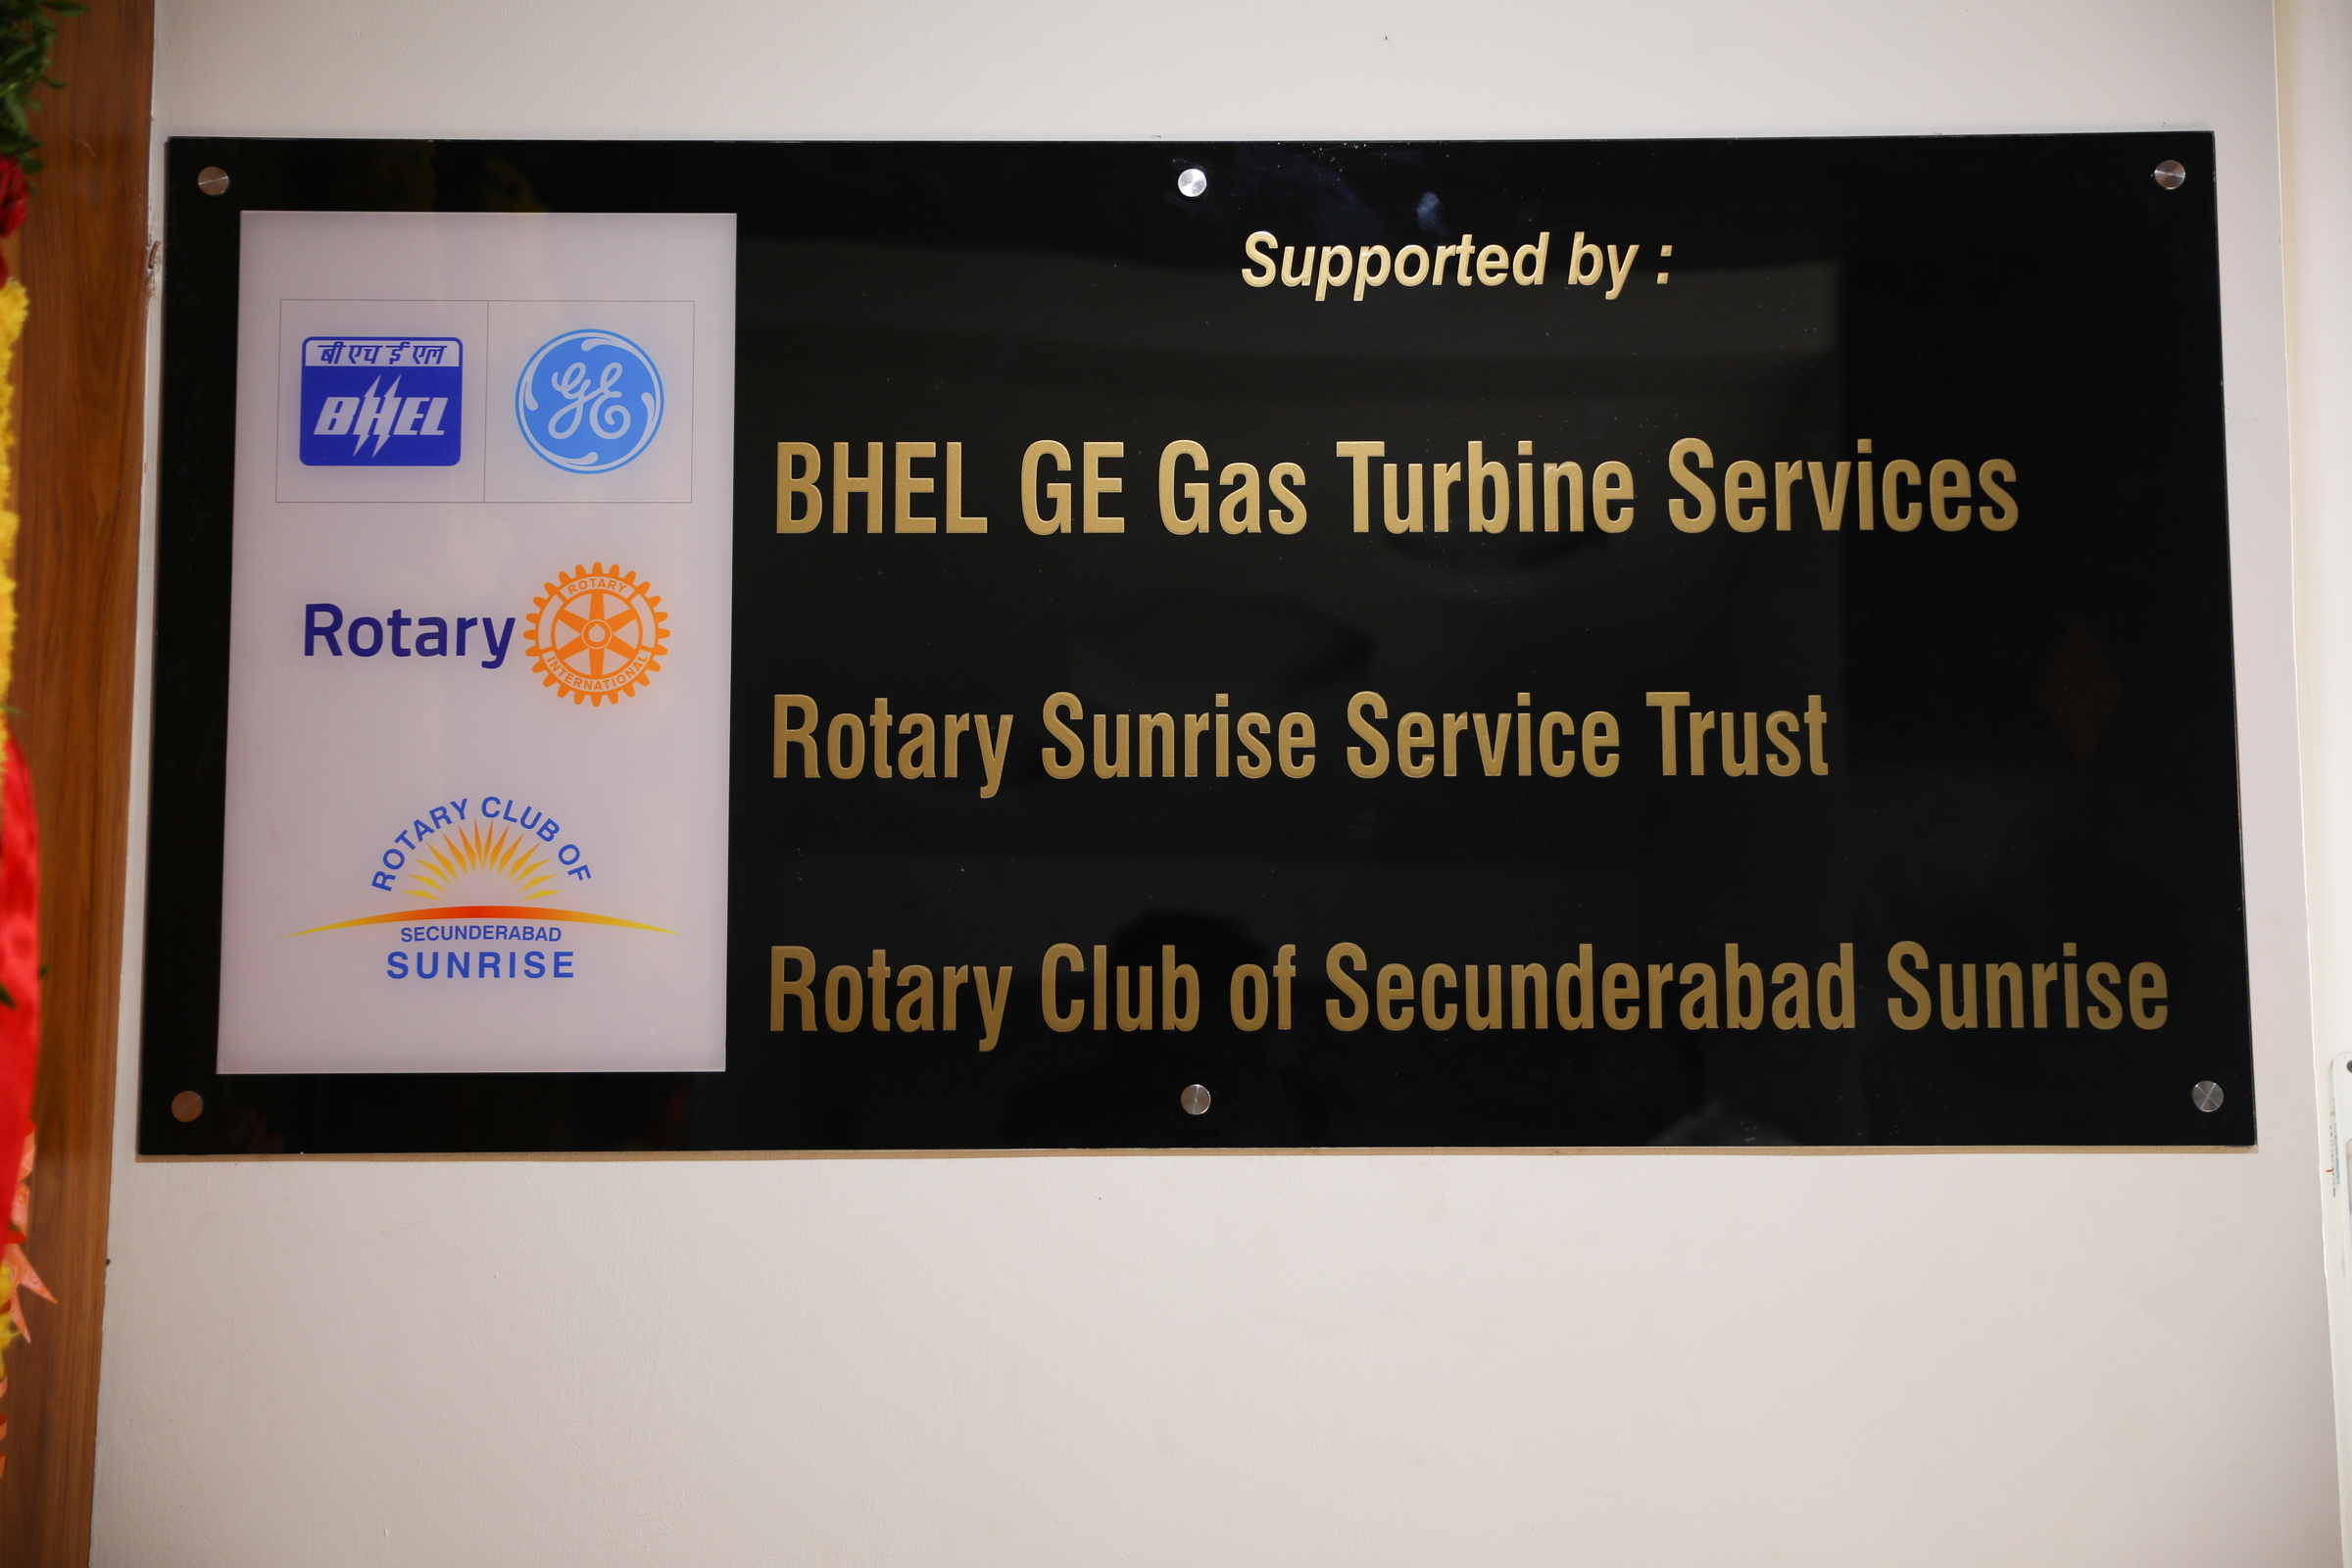 Supported by :
बी एच ई एल
BHEL
GE
BHEL GE Gas Turbine Services
Rotary
ROTARY
INTERNATIONAL
Rotary Sunrise Service Trust
ROTARY CLUB OF
SECUNDERABAD
SUNRISE
Rotary Club of Secunderabad Sunrise